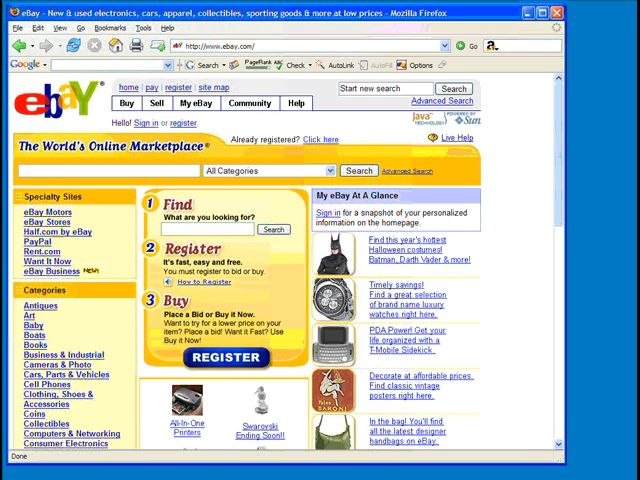 eBay - New & used electronics, cars, apparel, collectibles, sporting goods & more at low prices - Mozilla Firefox
File Edit View Go Bookmarks Tools Help
http://www.ebay.com/ Go
Google Search PageRank Check AutoLink AutoFill Options
ebaY®
home | pay | register | site map
Start new search Search
Buy Sell My eBay Community Help
Advanced Search
Hello! Sign in or register.
Java TECHNOLOGY POWERED BY Sun
The World's Online Marketplace®
Already registered? Click here
Live Help
All Categories Search Advanced Search
Specialty Sites
eBay Motors
eBay Stores
Half.com by eBay
PayPal
Rent.com
Want It Now
eBay Business NEW!
Categories
Antiques
Art
Baby
Boats
Books
Business & Industrial
Cameras & Photo
Cars, Parts & Vehicles
Cell Phones
Clothing, Shoes &
Accessories
Coins
Collectibles
Computers & Networking
Consumer Electronics
1 Find
What are you looking for?
Search
2 Register
It's fast, easy and free.
You must register to bid or buy.
How to Register
3 Buy
Place a Bid or Buy it Now.
Want to try for a lower price on your
item? Place a bid! Want it Fast? Use
Buy it Now!
REGISTER
All-In-One
Printers
Swarovski
Ending Soon!!
My eBay At A Glance
Sign in for a snapshot of your personalized
information on the homepage.
Find this year's hottest
Halloween costumes!
Batman, Darth Vader & more!
Timely savings!
Find a great selection
of brand name luxury
watches right here.
PDA Power! Get your
life organized with a
T-Mobile Sidekick.
Decorate at affordable prices.
Find classic vintage
posters right here.
In the bag! You'll find
all the latest designer
handbags on eBay.
Done